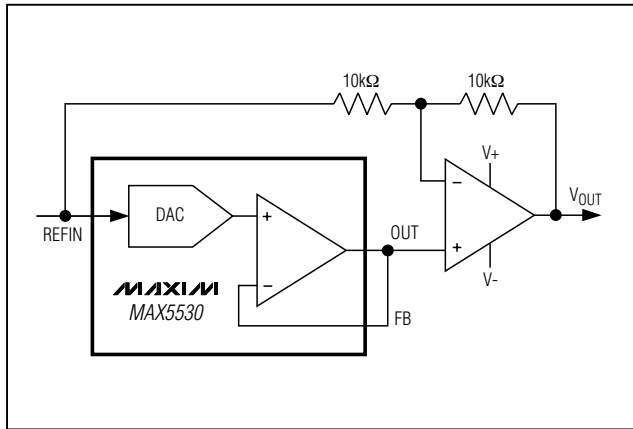 10kΩ
10kΩ
V+
DAC
+
−
VOUT
REFIN
OUT
+
−
+
V-
MAXIM
MAX5530
FB